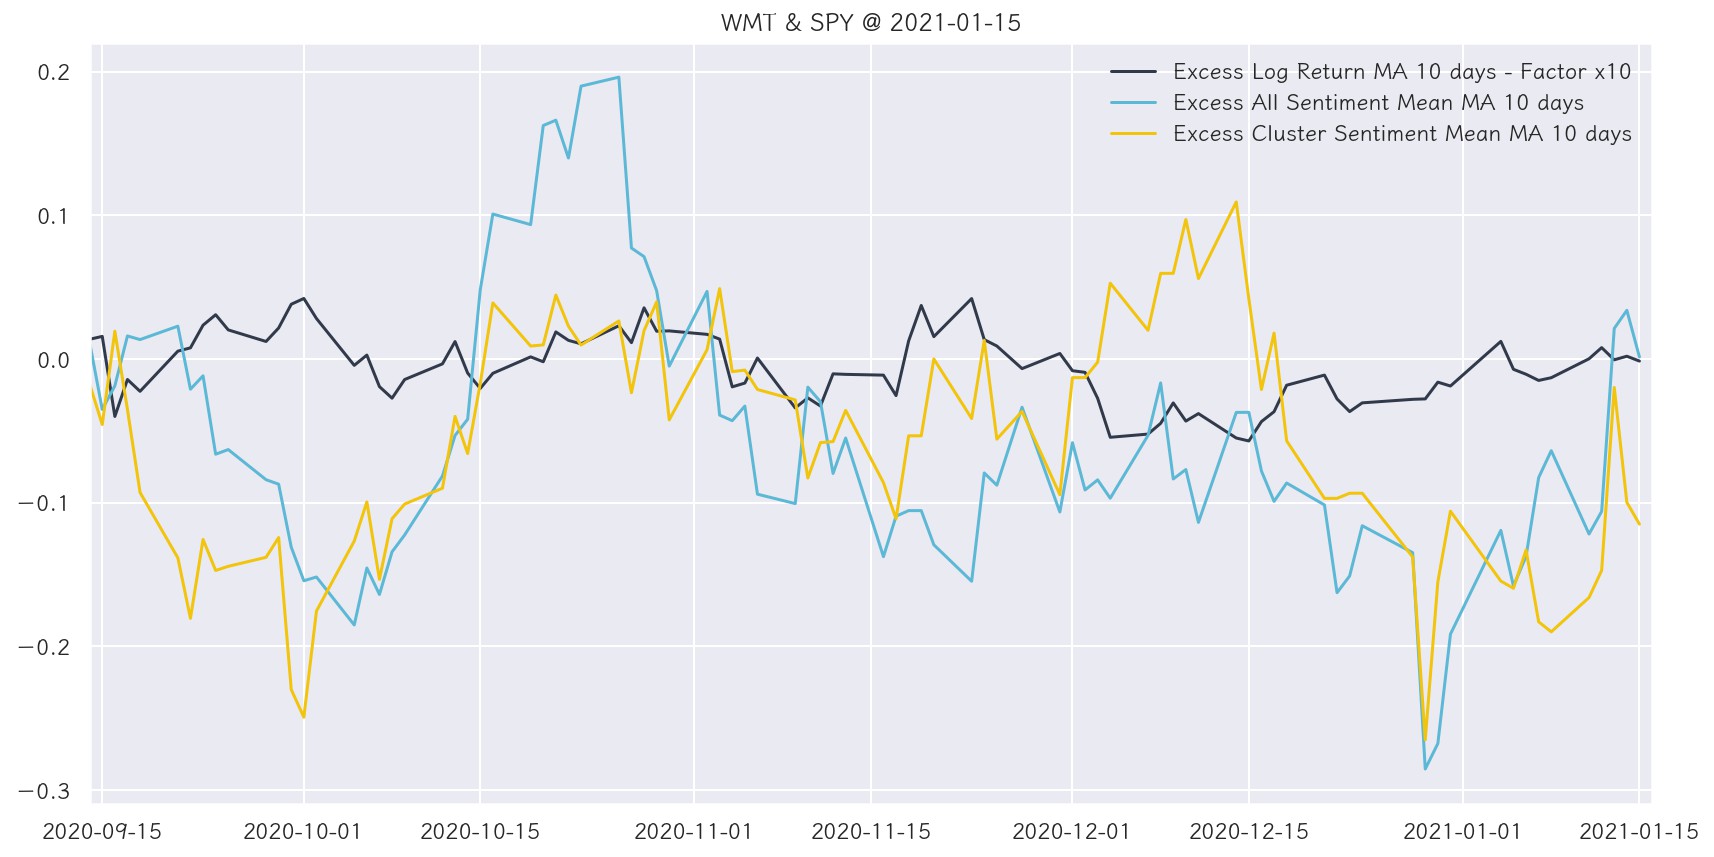 WMT & SPY @ 2021-01-15
Excess Log Return MA 10 days - Factor x10
Excess All Sentiment Mean MA 10 days
Excess Cluster Sentiment Mean MA 10 days
0.2
0.1
0.0
−0.1
−0.2
−0.3
2020-09-15 2020-10-01 2020-10-15 2020-11-01 2020-11-15 2020-12-01 2020-12-15 2021-01-01 2021-01-15